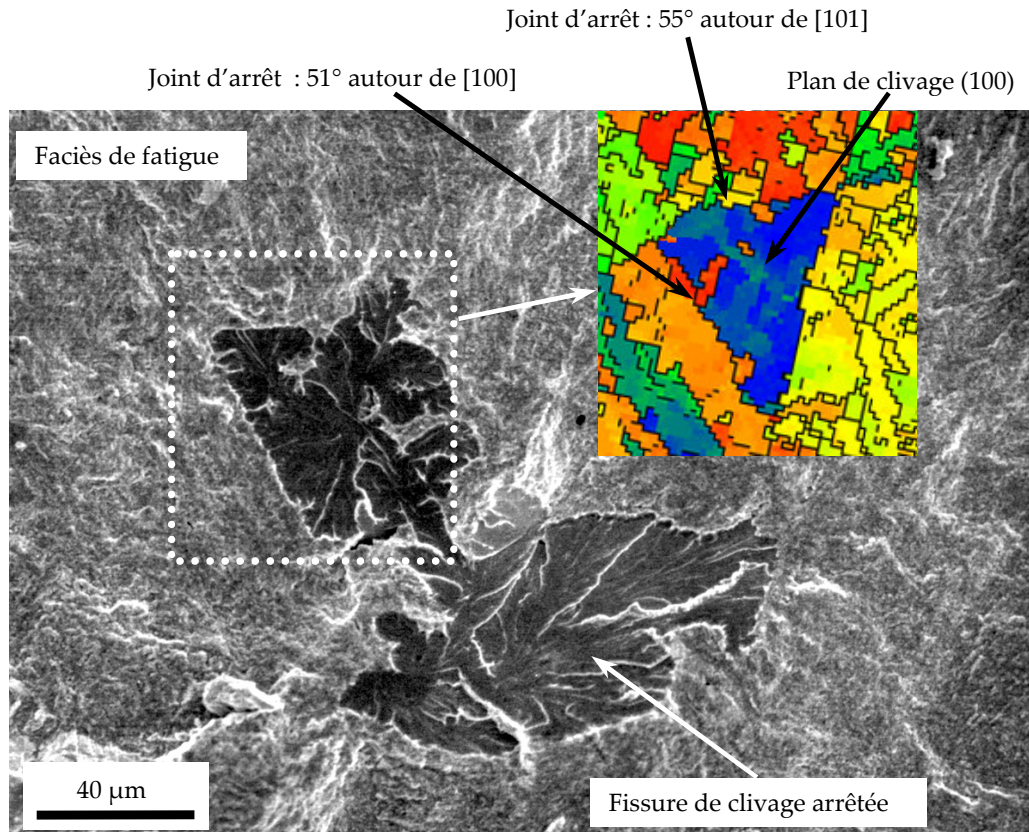 Joint d’arrêt : 55° autour de [101]
Joint d’arrêt : 51° autour de [100]
Plan de clivage (100)
Faciès de fatigue
40 µm
Fissure de clivage arrêtée